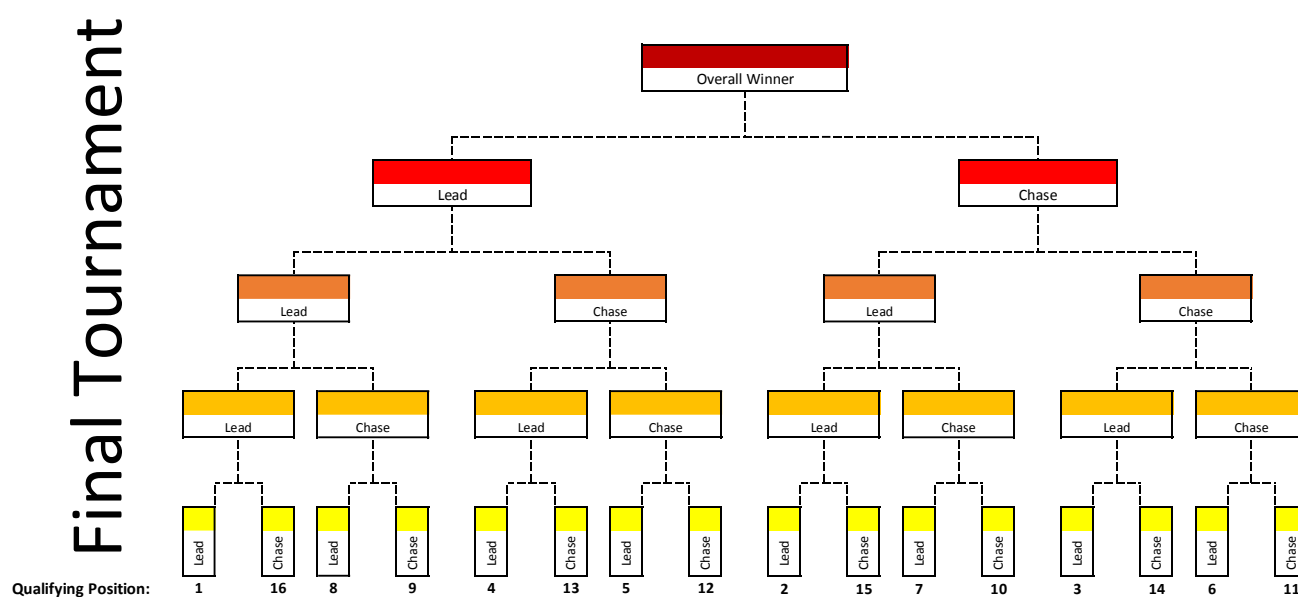 Final Tournament
Overall Winner
Lead
Chase
Lead
Chase
Lead
Chase
Lead
Chase
Lead
Chase
Lead
Chase
Lead
Chase
Lead
Chase
Lead
Chase
Lead
Chase
Lead
Chase
Lead
Chase
Lead
Chase
Lead
Chase
Lead
Chase
Qualifying Position: 1 16 8 9 4 13 5 12 2 15 7 10 3 14 6 11